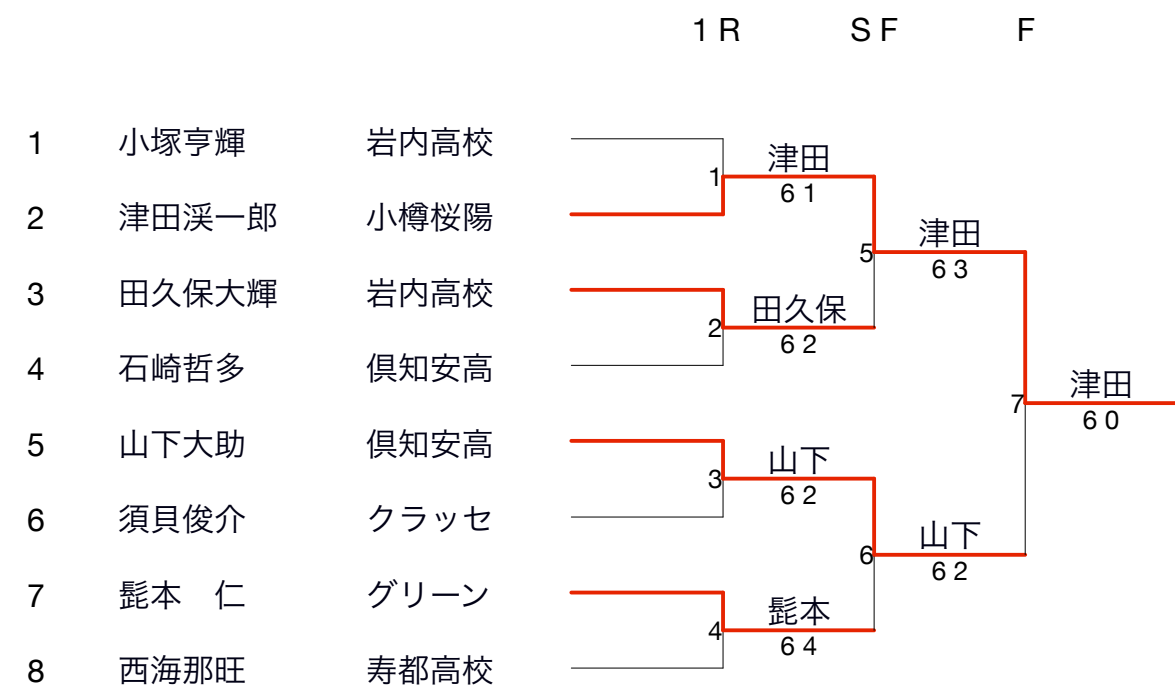 1 R S F F
1 小塚亨輝 岩内高校
1 津田
6 1
2 津田渓一郎 小樽桜陽
5 津田
6 3
3 田久保大輝 岩内高校
2 田久保
6 2
4 石崎哲多 倶知安高
7 津田
6 0
5 山下大助 倶知安高
3 山下
6 2
6 須貝俊介 クラッセ
6 山下
6 2
7 髭本 仁 グリーン
4 髭本
6 4
8 西海那旺 寿都高校